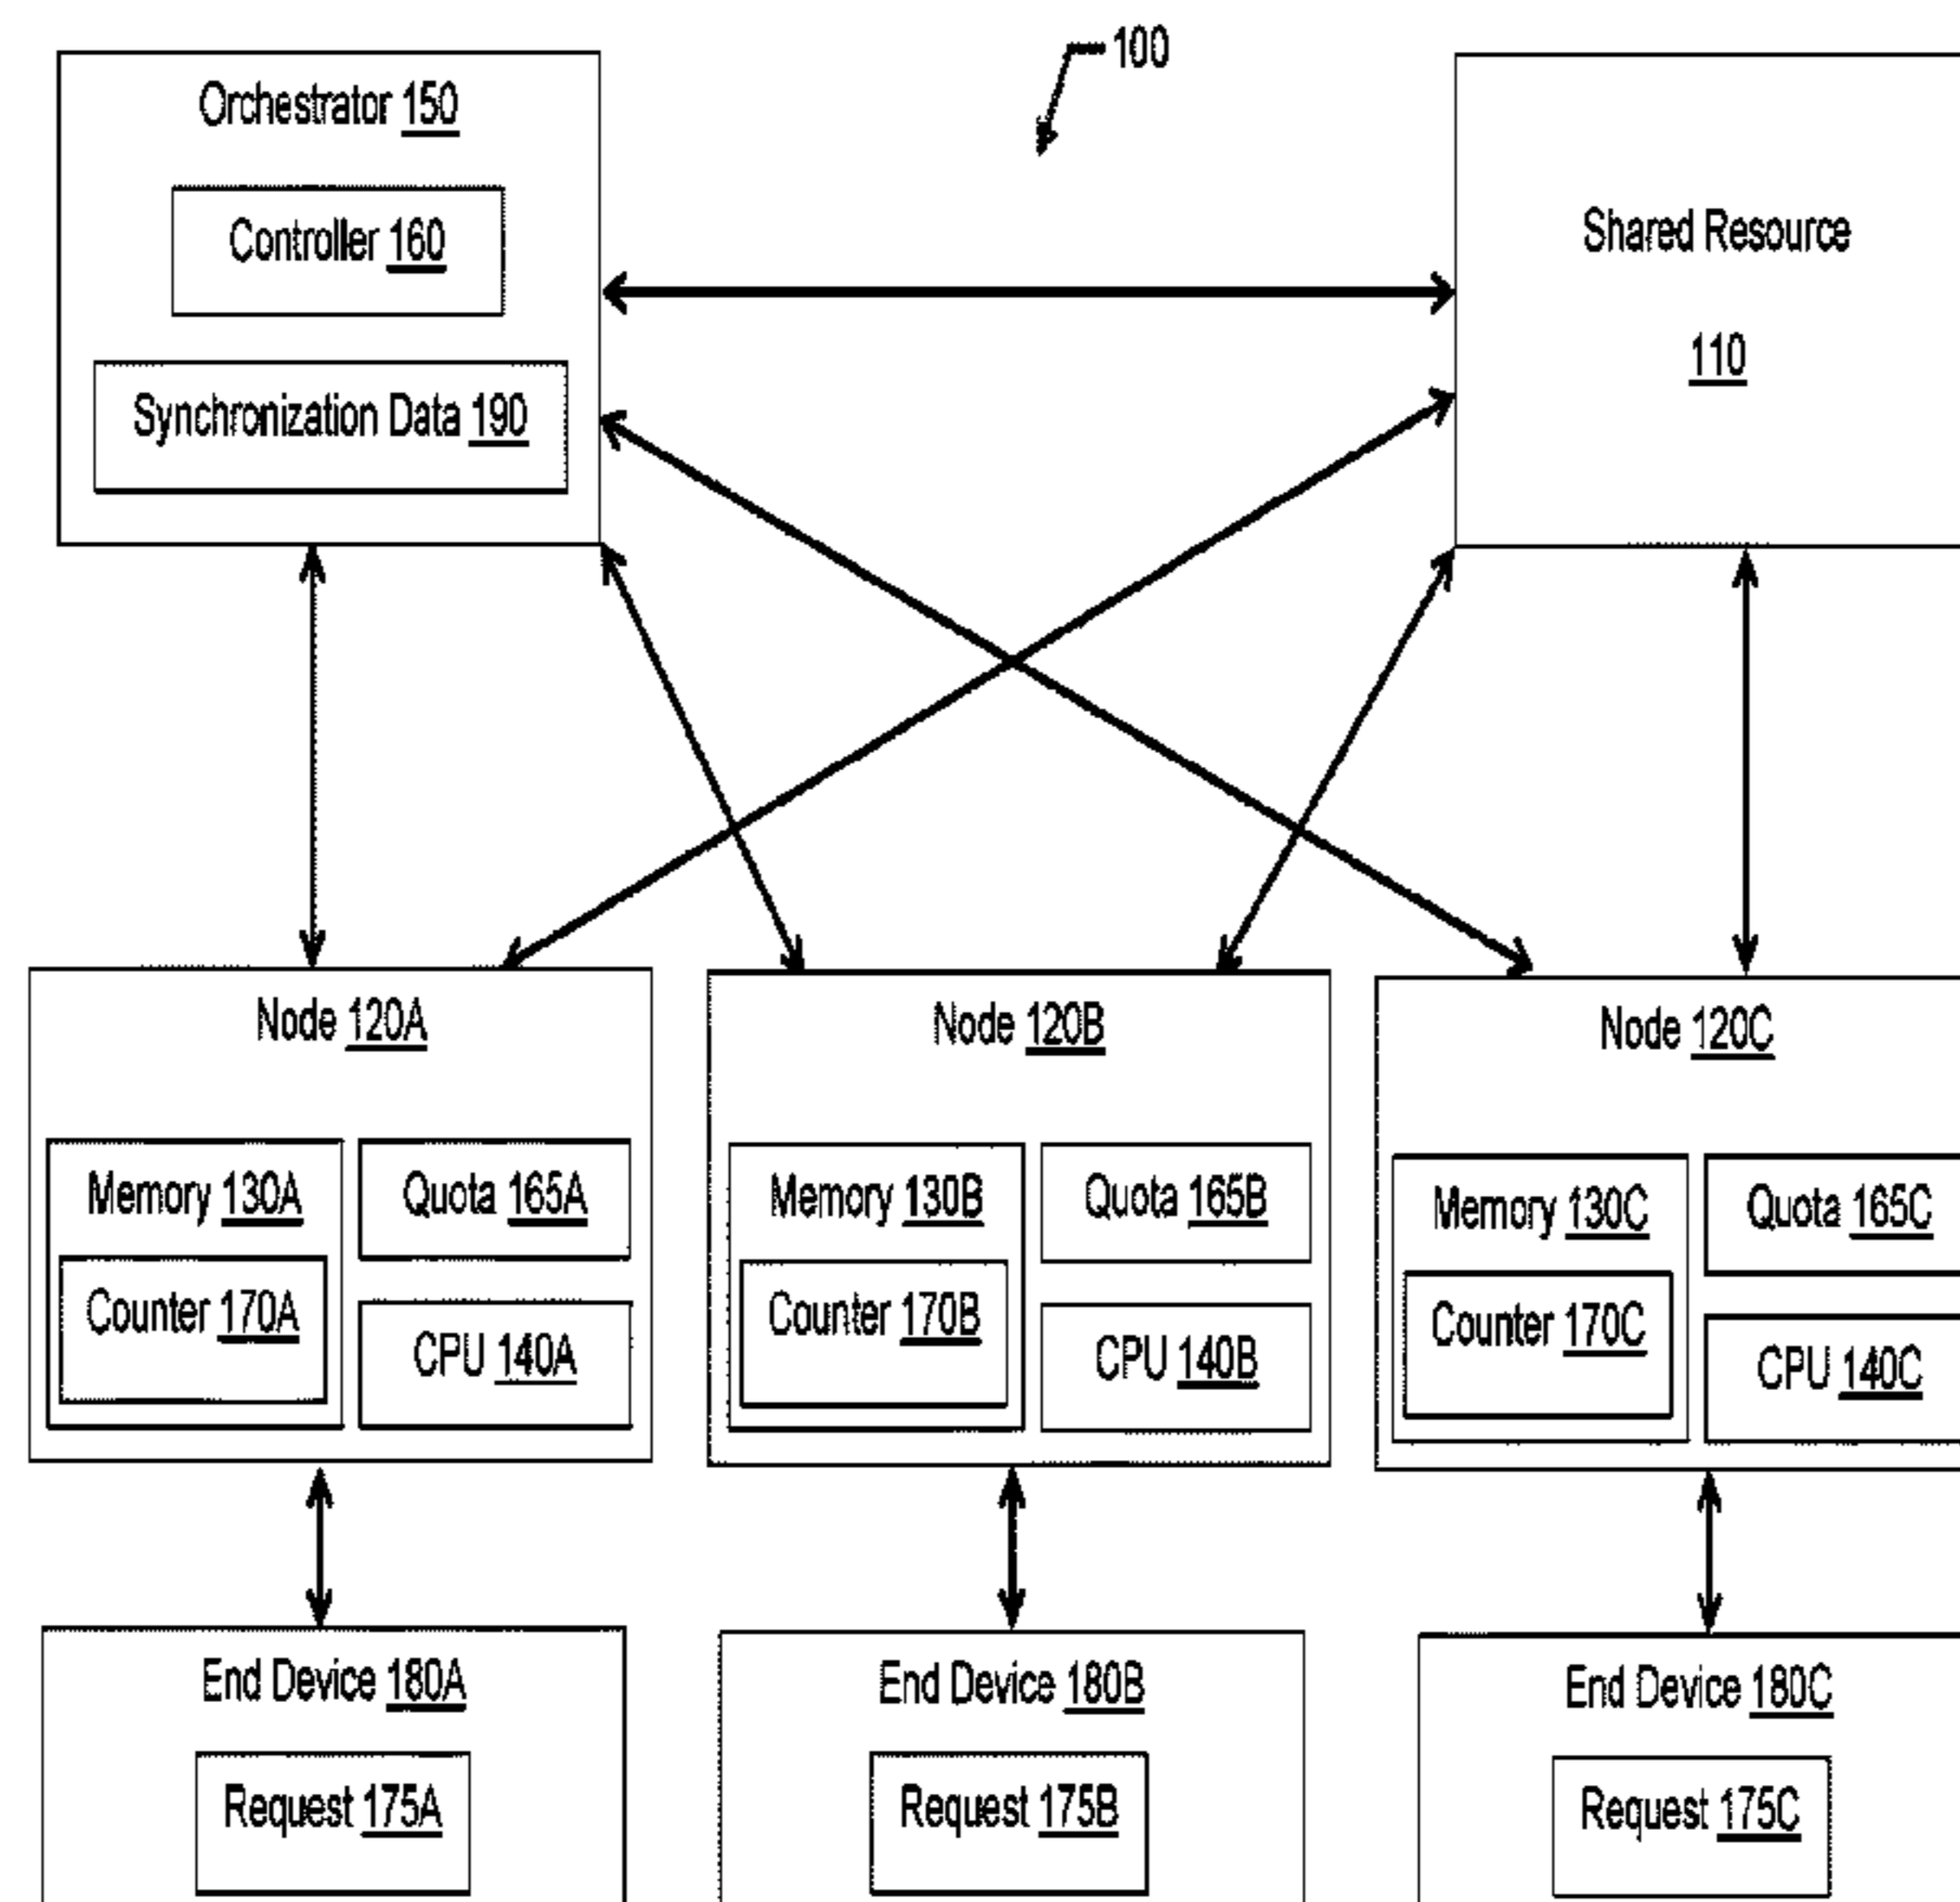 100
Orchestrator 150
Controller 160
Synchronization Data 190
Shared Resource
110
Node 120A
Memory 130A
Quota 165A
Counter 170A
CPU 140A
Node 120B
Memory 130B
Quota 165B
Counter 170B
CPU 140B
Node 120C
Memory 130C
Quota 165C
Counter 170C
CPU 140C
End Device 180A
Request 175A
End Device 180B
Request 175B
End Device 180C
Request 175C